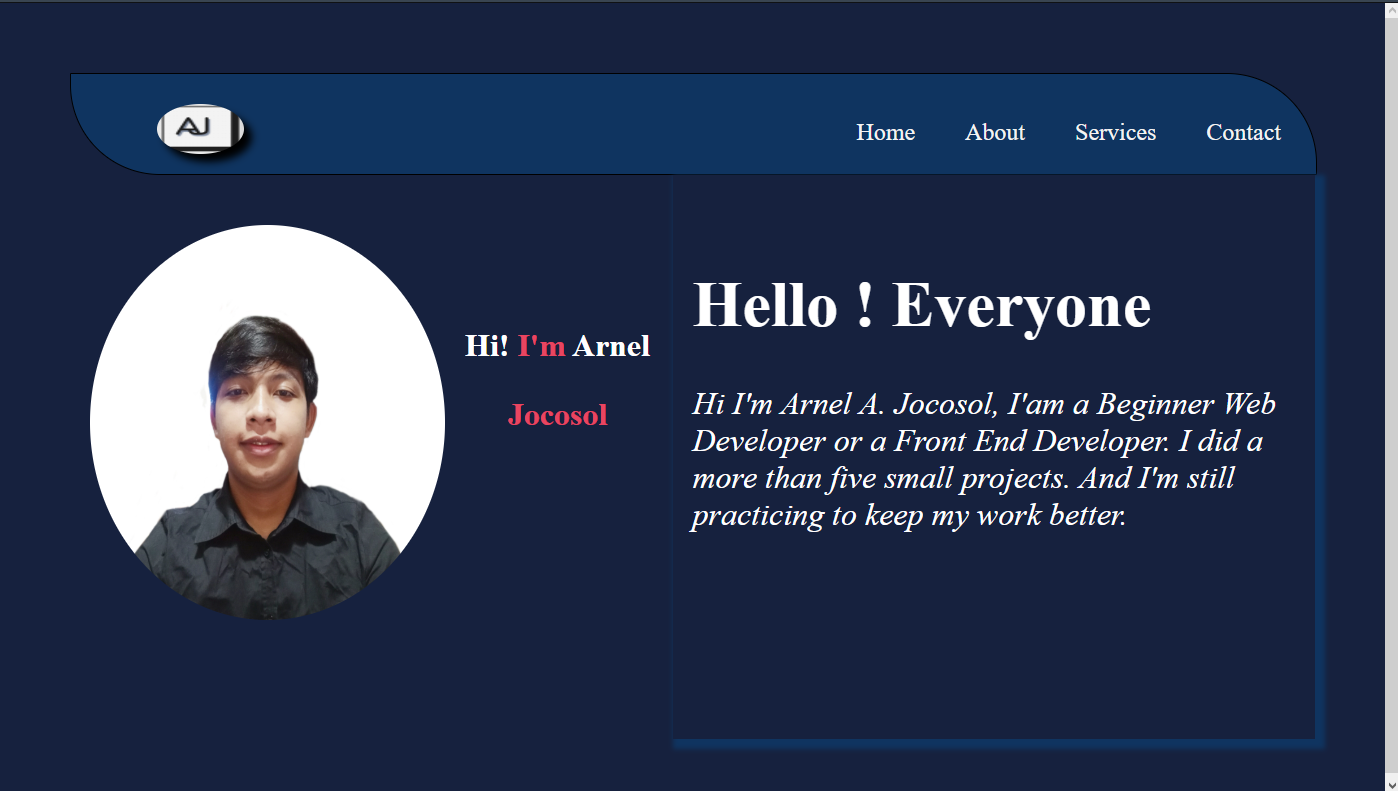 AJ
Home About Services Contact
Hi! I'm Arnel
Jocosol
Hello ! Everyone
Hi I'm Arnel A. Jocosol, I'am a Beginner Web
Developer or a Front End Developer. I did a
more than five small projects. And I'm still
practicing to keep my work better.